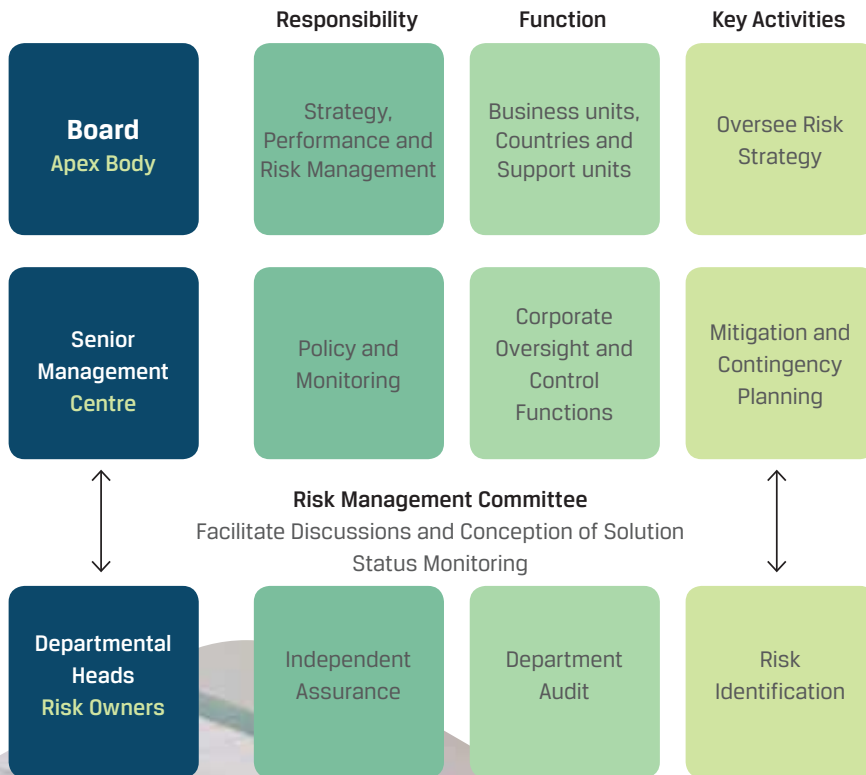 Responsibility
Function
Key Activities
Board
Apex Body
Strategy,
Performance and
Risk Management
Business units,
Countries and
Support units
Oversee Risk
Strategy
Senior
Management
Centre
Policy and
Monitoring
Corporate
Oversight and
Control
Functions
Mitigation and
Contingency
Planning
Risk Management Committee
Facilitate Discussions and Conception of Solution
Status Monitoring
Departmental
Heads
Risk Owners
Independent
Assurance
Department
Audit
Risk
Identification